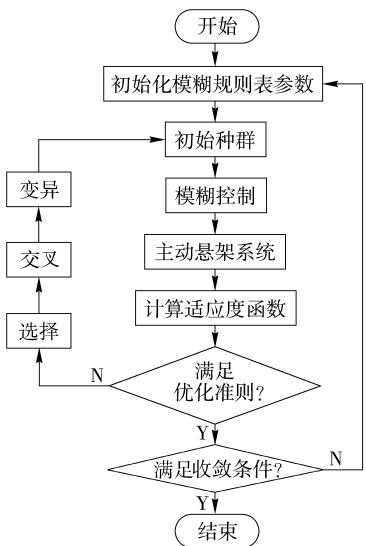 开始
初始化模糊规则表参数
初始种群
变异
模糊控制
交叉
主动悬架系统
计算适应度函数
选择
满足
优化准则?
N
Y
满足收敛条件?
N
Y
结束